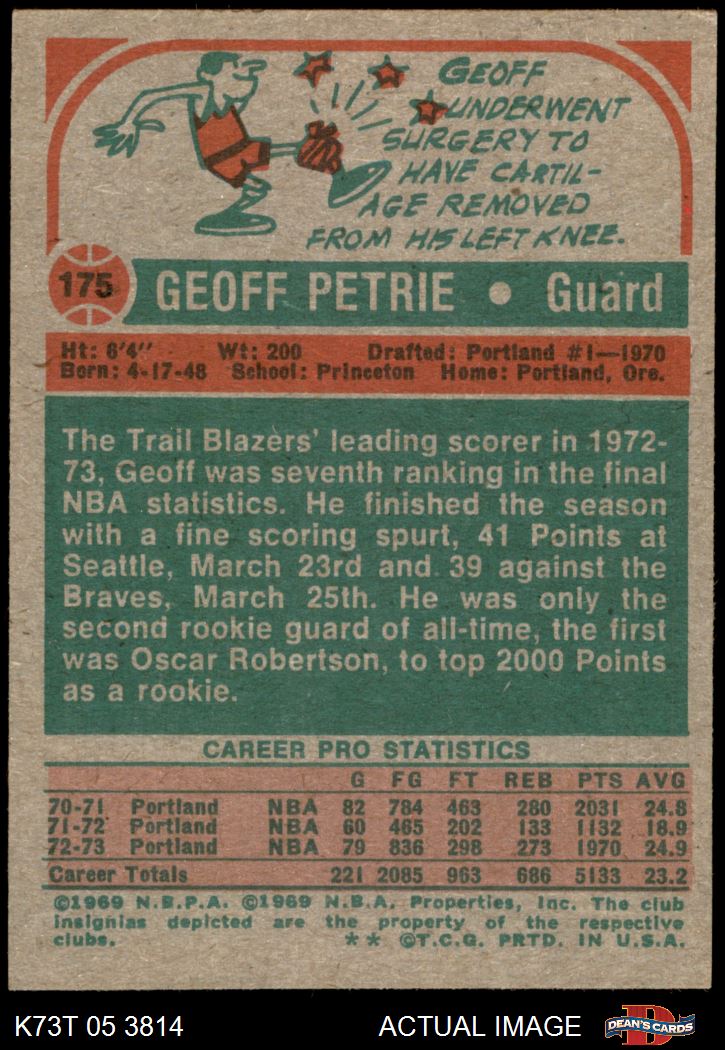 GEOFF
UNDERWENT
SURGERY TO
HAVE CARTIL-
AGE REMOVED
FROM HIS LEFT KNEE.
175 GEOFF PETRIE • Guard
Ht: 6'4" Wt: 200 Drafted: Portland #1—1970
Born: 4-17-48 School: Princeton Home: Portland, Ore.
The Trail Blazers' leading scorer in 1972-
73, Geoff was seventh ranking in the final
NBA statistics. He finished the season
with a fine scoring spurt, 41 Points at
Seattle, March 23rd and 39 against the
Braves, March 25th. He was only the
second rookie guard of all-time, the first
was Oscar Robertson, to top 2000 Points
as a rookie.
CAREER PRO STATISTICS
G FG FT REB PTS AVG
70-71 Portland NBA 82 784 463 280 2031 24.8
71-72 Portland NBA 60 465 202 133 1132 18.9
72-73 Portland NBA 79 836 298 273 1970 24.9
Career Totals 221 2085 963 686 5133 23.2
©1969 N.B.P.A. ©1969 N.B.A. Properties, Inc. The club
insignias depicted are the property of the respective
clubs. ** ©T.C.G. PRTD. IN U.S.A.
K73T 05 3814 ACTUAL IMAGE DEAN'S CARDS